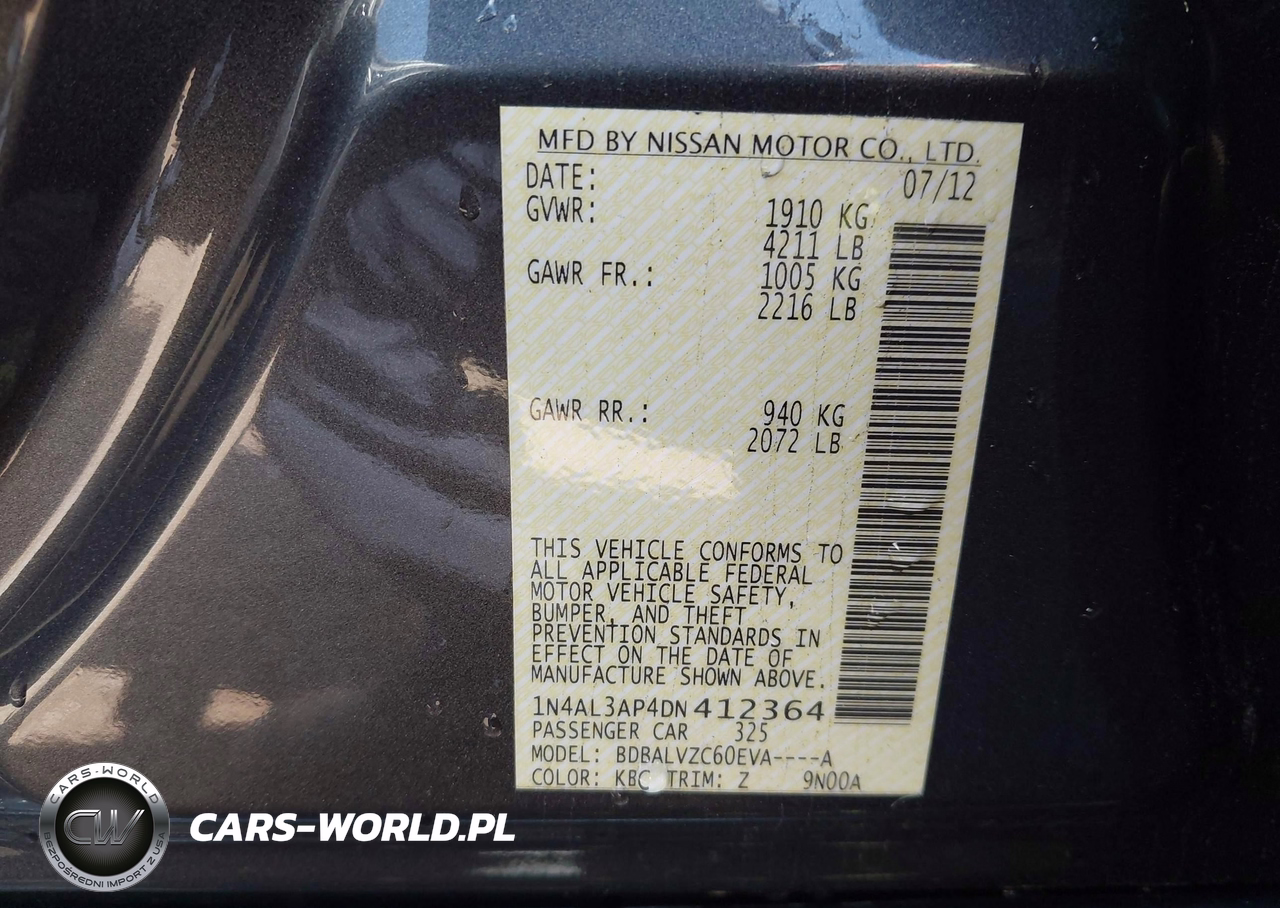 MFD BY NISSAN MOTOR CO., LTD.
DATE: 07/12
GVWR: 1910 KG
4211 LB
GAWR FR.: 1005 KG
2216 LB
GAWR RR.: 940 KG
2072 LB
THIS VEHICLE CONFORMS TO
ALL APPLICABLE FEDERAL
MOTOR VEHICLE SAFETY,
BUMPER, AND THEFT
PREVENTION STANDARDS IN
EFFECT ON THE DATE OF
MANUFACTURE SHOWN ABOVE.
1N4AL3AP4DN412364
PASSENGER CAR 325
MODEL: BDBALVZC60EVA----A
COLOR: KBC TRIM: Z 9N00A
CARS-WORLD
CW
BEZPOŚREDNI IMPORT Z USA
CARS-WORLD.PL